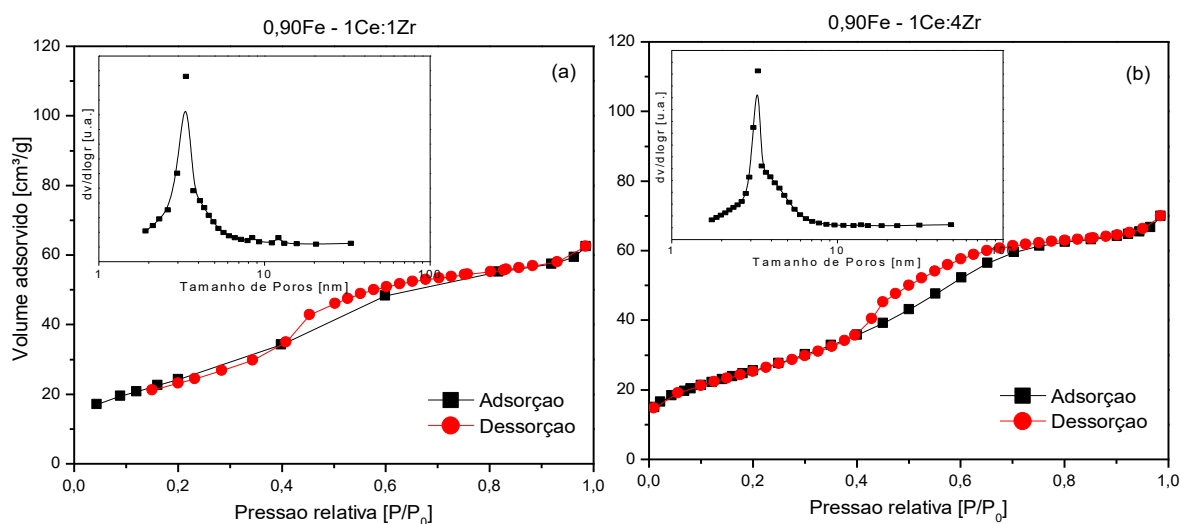 0,90Fe - 1Ce:1Zr
(a)
Volume adsorvido [cm³/g]
120
100
80
60
40
20
0
0,0 0,2 0,4 0,6 0,8 1,0
Pressao relativa [P/P₀]
dv/dlogr [u.a.]
1 10 100
Tamanho de Poros [nm]
Adsorçao
Dessorçao
0,90Fe - 1Ce:4Zr
(b)
120
100
80
60
40
20
0
0,0 0,2 0,4 0,6 0,8 1,0
Pressao relativa [P/P₀]
dv/dlogr [u.a.]
10
Tamanho de Poros [nm]
Adsorçao
Dessorçao